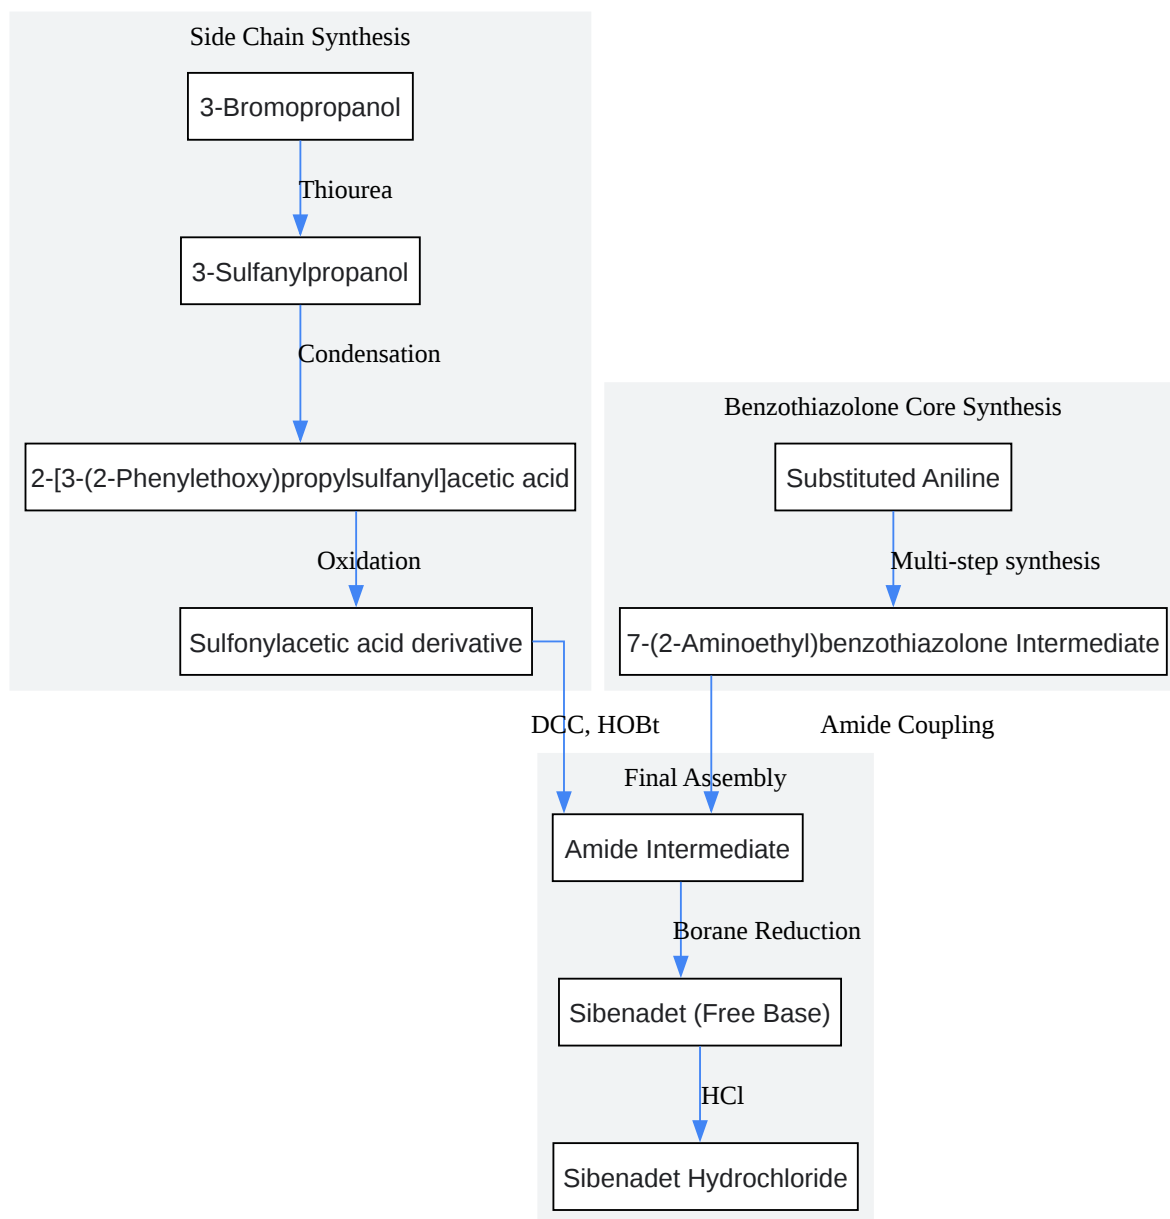 Side Chain Synthesis
3-Bromopropanol
Thiourea
3-Sulfanylpropanol
Condensation
2-[3-(2-Phenylethoxy)propylsulfanyl]acetic acid
Oxidation
Sulfonylacetic acid derivative
Benzothiazolone Core Synthesis
Substituted Aniline
Multi-step synthesis
7-(2-Aminoethyl)benzothiazolone Intermediate
DCC, HOBt
Amide Coupling
Final Assembly
Amide Intermediate
Borane Reduction
Sibenadet (Free Base)
HCl
Sibenadet Hydrochloride